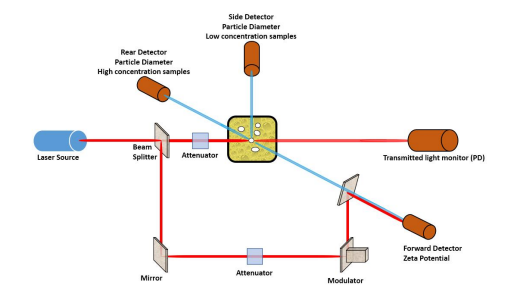 Side Detector
Particle Diameter
Low concentration samples
Rear Detector
Particle Diameter
High concentration samples
Laser Source
Beam
Splitter
Attenuator
Transmitted light monitor (PD)
Forward Detector
Zeta Potential
Mirror
Attenuator
Modulator